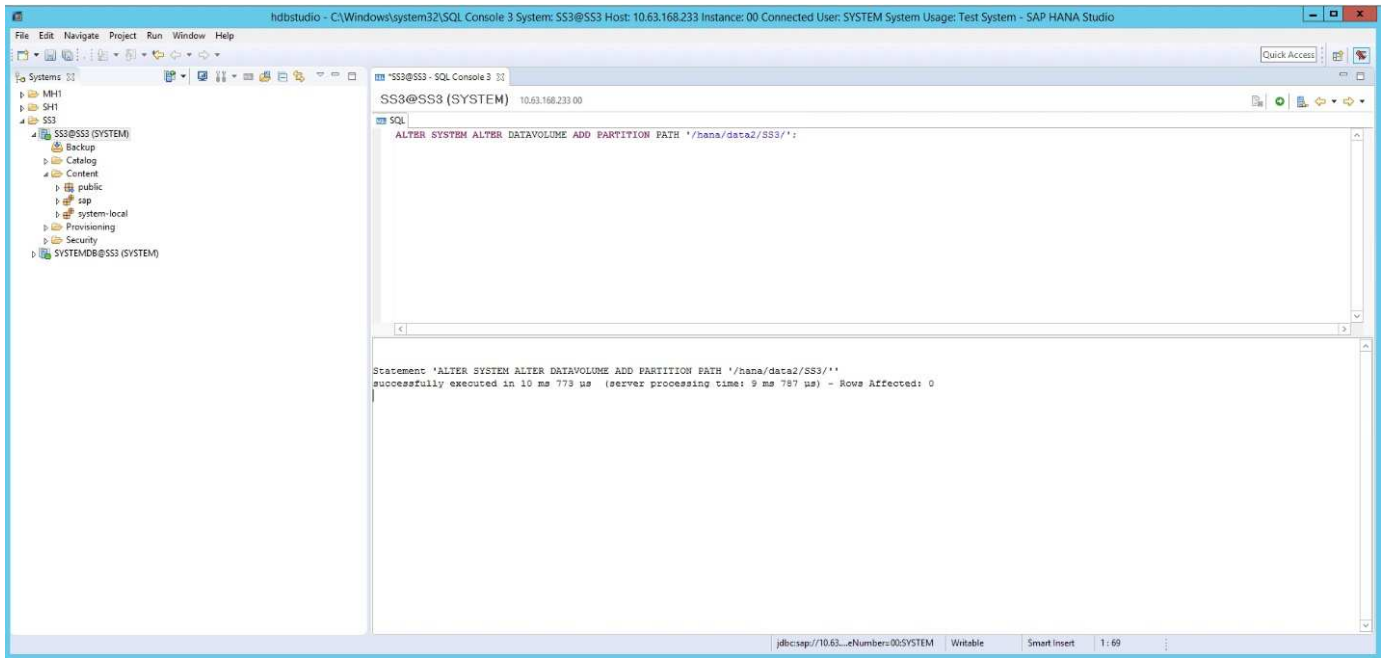 hdbstudio - C:\Windows\system32\SQL Console 3 System: SS3@SS3 Host: 10.63.168.233 Instance: 00 Connected User: SYSTEM System Usage: Test System - SAP HANA Studio
File Edit Navigate Project Run Window Help
Quick Access
Systems
MH1
SH1
SS3
SS3@SS3 (SYSTEM)
Backup
Catalog
Content
public
sap
system-local
Provisioning
Security
SYSTEMDB@SS3 (SYSTEM)
*SS3@SS3 - SQL Console 3
SS3@SS3 (SYSTEM) 10.63.168.233 00
SQL
ALTER SYSTEM ALTER DATAVOLUME ADD PARTITION PATH '/hana/data2/SS3/';
Statement 'ALTER SYSTEM ALTER DATAVOLUME ADD PARTITION PATH '/hana/data2/SS3/''
successfully executed in 10 ms 773 µs (server processing time: 9 ms 787 µs) - Rows Affected: 0
jdbc:sap://10.63....eNumber=00:SYSTEM Writable Smart Insert 1 : 69